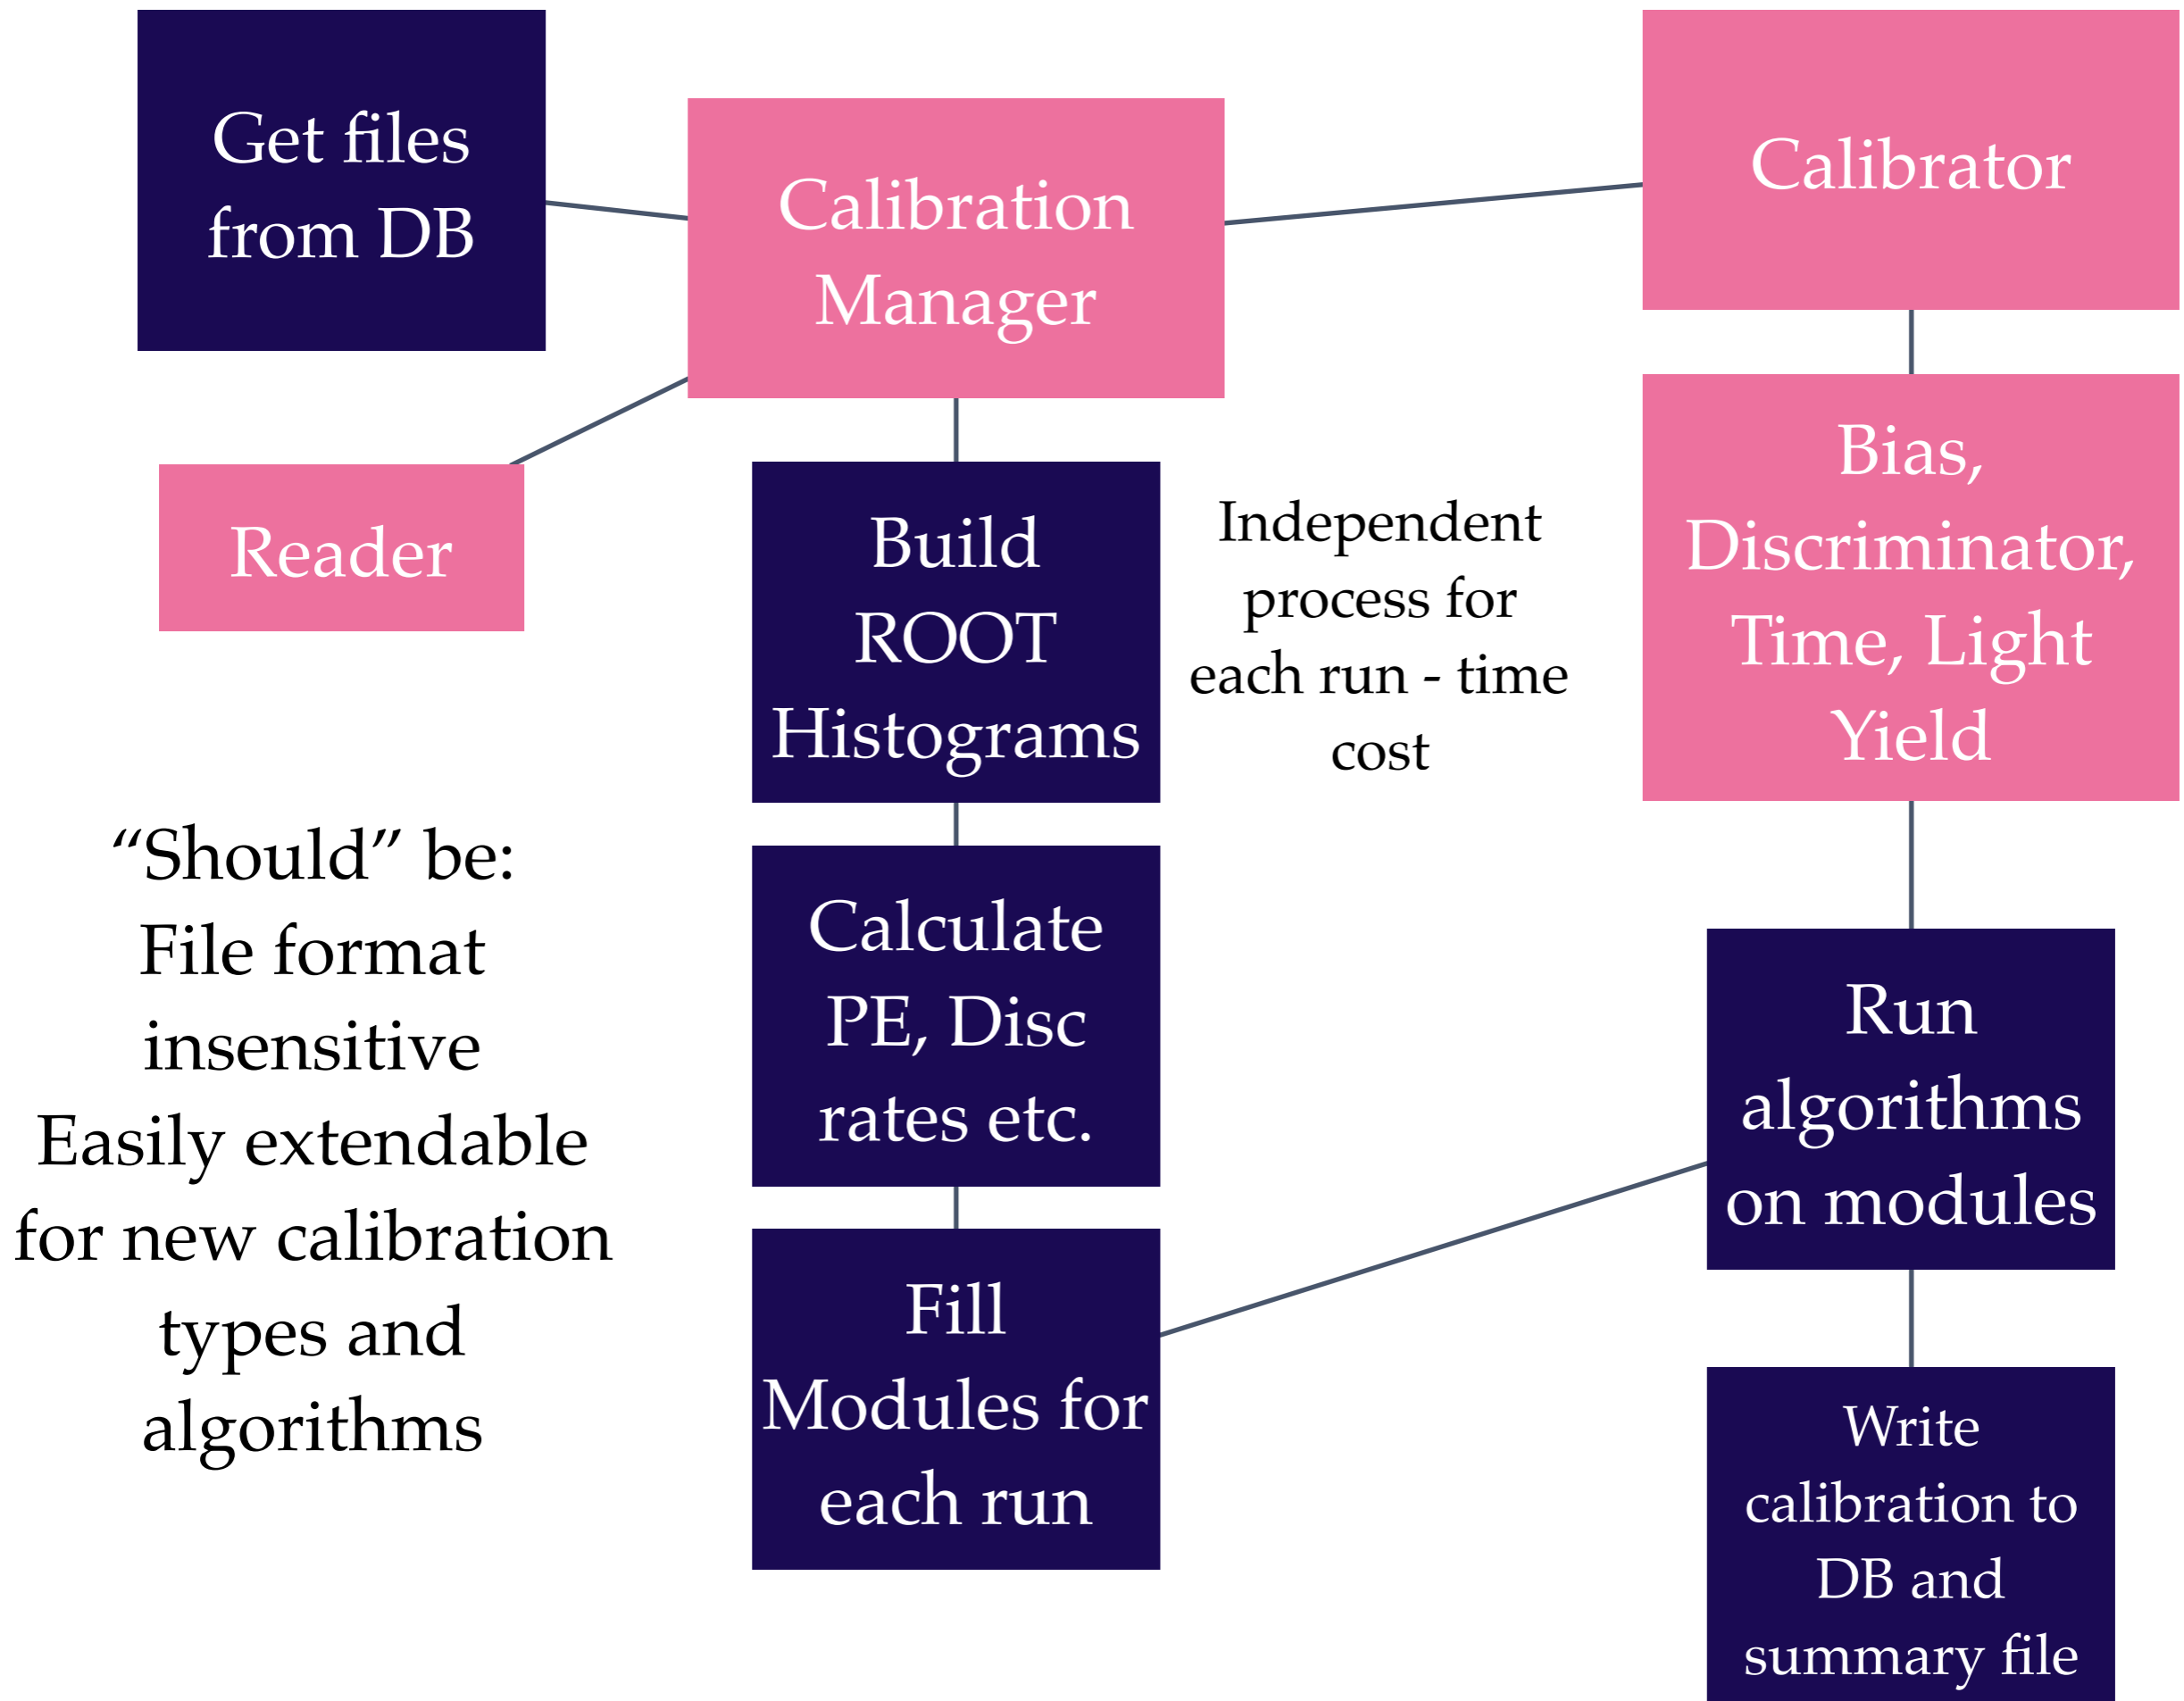 Get files
from DB
Calibration
Manager
Calibrator
Reader
Build
ROOT
Histograms
Independent
process for
each run - time
cost
Bias,
Discriminator,
Time, Light
Yield
“Should” be:
File format
insensitive
Easily extendable
for new calibration
types and
algorithms
Calculate
PE, Disc
rates etc.
Run
algorithms
on modules
Fill
Modules for
each run
Write
calibration to
DB and
summary file